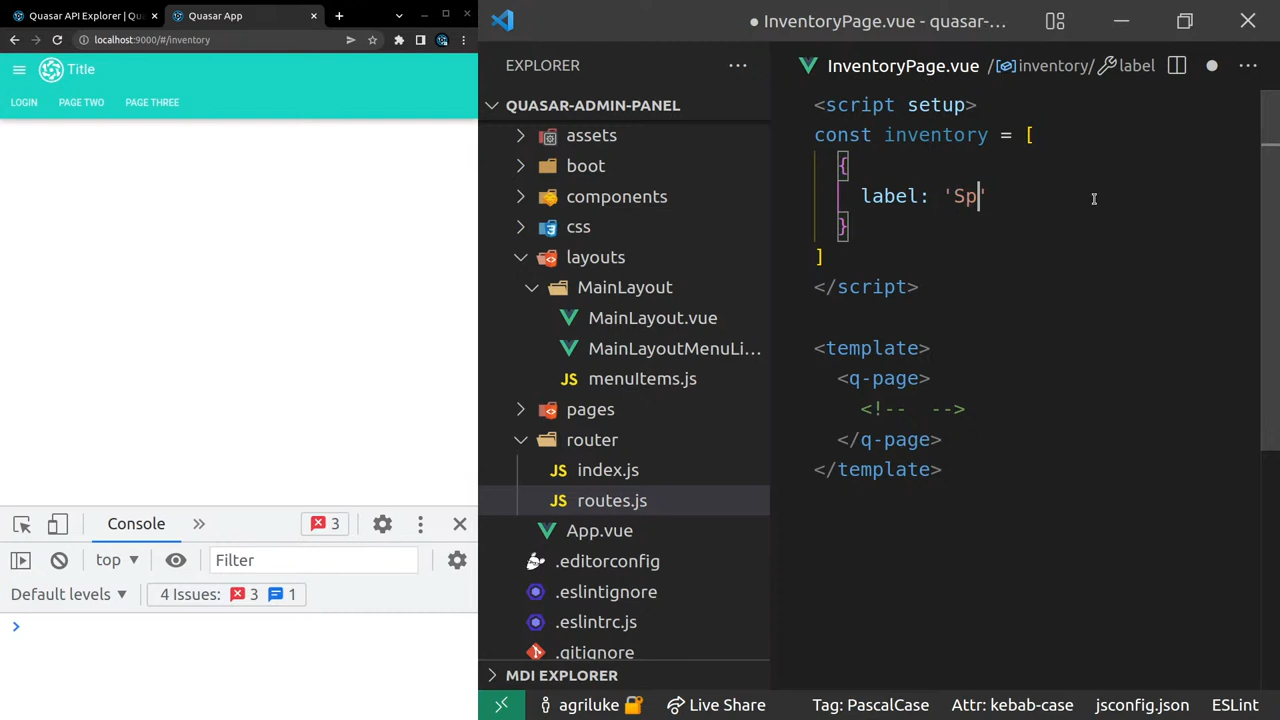 Quasar API Explorer | Qu
Quasar App
localhost:9000/#/inventory
Title
LOGIN PAGE TWO PAGE THREE
Console
3
top
Filter
Default levels
4 Issues: 3 1
InventoryPage.vue - quasar-...
EXPLORER
QUASAR-ADMIN-PANEL
assets
boot
components
css
layouts
MainLayout
MainLayout.vue
MainLayoutMenuLi...
JS menuItems.js
pages
router
JS index.js
JS routes.js
App.vue
.editorconfig
.eslintignore
.eslintrc.js
.gitignore
MDI EXPLORER
InventoryPage.vue / inventory/ label
<script setup>
const inventory = [
{
label: 'Sp'
}
]
</script>
<template>
<q-page>
<!--  -->
</q-page>
</template>
agriluke Live Share Tag: PascalCase Attr: kebab-case jsconfig.json ESLint